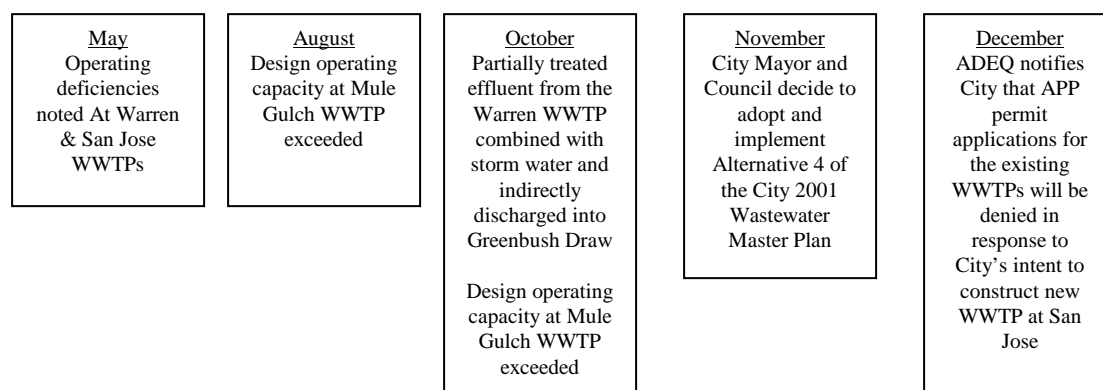 May
Operating
deficiencies
noted At Warren
& San Jose
WWTPs
August
Design operating
capacity at Mule
Gulch WWTP
exceeded
October
Partially treated
effluent from the
Warren WWTP
combined with
storm water and
indirectly
discharged into
Greenbush Draw
Design operating
capacity at Mule
Gulch WWTP
exceeded
November
City Mayor and
Council decide to
adopt and
implement
Alternative 4 of
the City 2001
Wastewater
Master Plan
December
ADEQ notifies
City that APP
permit
applications for
the existing
WWTPs will be
denied in
response to
City’s intent to
construct new
WWTP at San
Jose